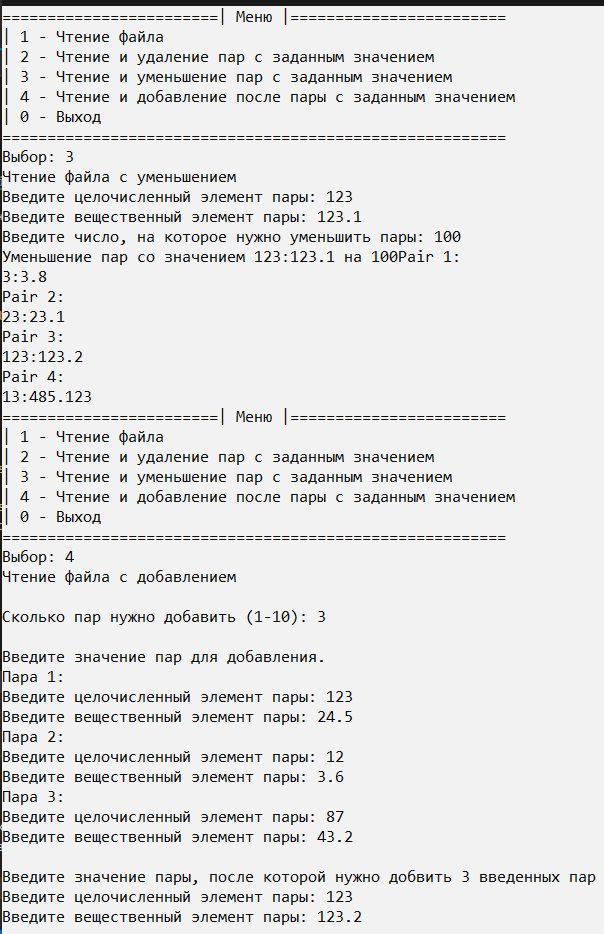 ========================| Меню |========================
| 1 - Чтение файла
| 2 - Чтение и удаление пар с заданным значением
| 3 - Чтение и уменьшение пар с заданным значением
| 4 - Чтение и добавление после пары с заданным значением
| 0 - Выход
========================================================
Выбор: 3
Чтение файла с уменьшением
Введите целочисленный элемент пары: 123
Введите вещественный элемент пары: 123.1
Введите число, на которое нужно уменьшить пары: 100
Уменьшение пар со значением 123:123.1 на 100Pair 1:
3:3.8
Pair 2:
23:23.1
Pair 3:
123:123.2
Pair 4:
13:485.123
========================| Меню |========================
| 1 - Чтение файла
| 2 - Чтение и удаление пар с заданным значением
| 3 - Чтение и уменьшение пар с заданным значением
| 4 - Чтение и добавление после пары с заданным значением
| 0 - Выход
========================================================
Выбор: 4
Чтение файла с добавлением
Сколько пар нужно добавить (1-10): 3
Введите значение пар для добавления.
Пара 1:
Введите целочисленный элемент пары: 123
Введите вещественный элемент пары: 24.5
Пара 2:
Введите целочисленный элемент пары: 12
Введите вещественный элемент пары: 3.6
Пара 3:
Введите целочисленный элемент пары: 87
Введите вещественный элемент пары: 43.2
Введите значение пары, после которой нужно добвить 3 введенных пар
Введите целочисленный элемент пары: 123
Введите вещественный элемент пары: 123.2